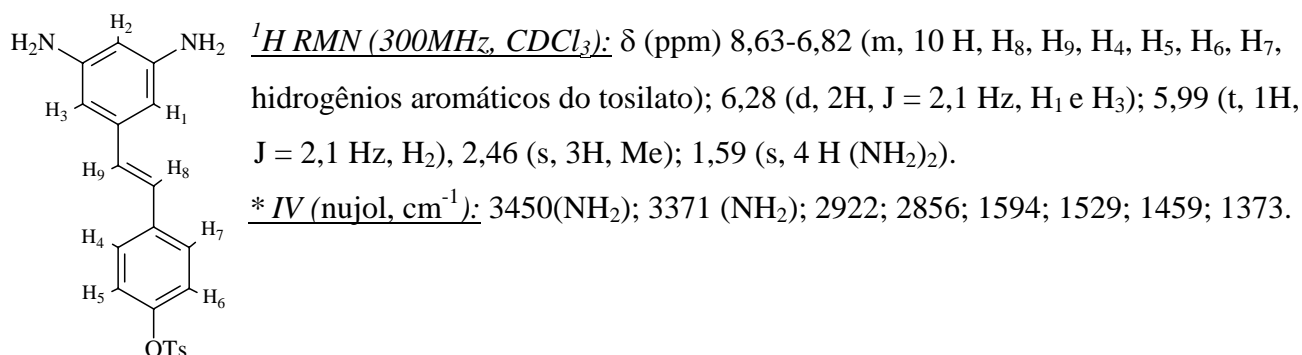 H₂
H₂N NH₂
H₃ H₁
H₉ H₈
H₄ H₇
H₅ H₆
OTs
¹H RMN (300MHz, CDCl₃): δ (ppm) 8,63-6,82 (m, 10 H, H₈, H₉, H₄, H₅, H₆, H₇,
hidrogênios aromáticos do tosilato); 6,28 (d, 2H, J = 2,1 Hz, H₁ e H₃); 5,99 (t, 1H,
J = 2,1 Hz, H₂), 2,46 (s, 3H, Me); 1,59 (s, 4 H (NH₂)₂).
* IV (nujol, cm⁻¹): 3450(NH₂); 3371 (NH₂); 2922; 2856; 1594; 1529; 1459; 1373.